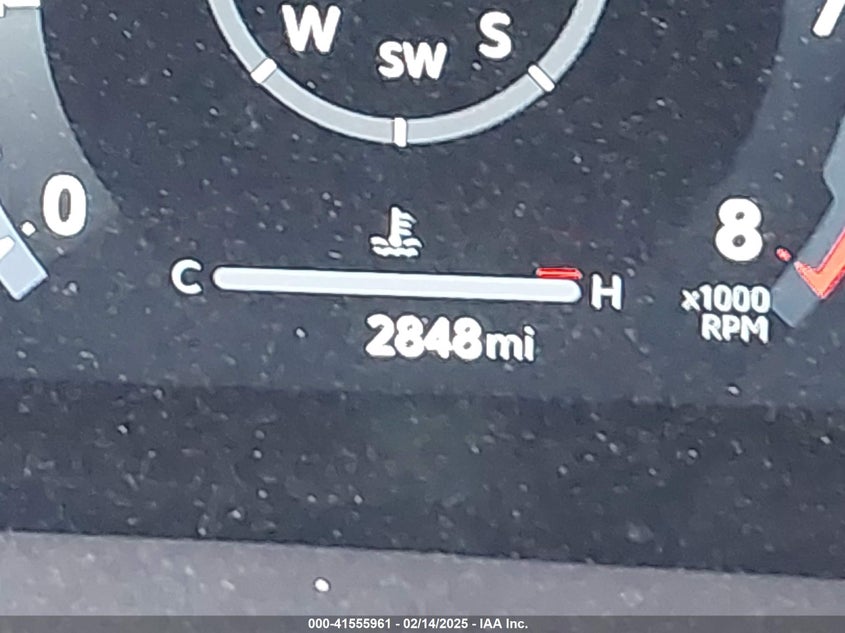 W S
SW
0
8
C H
x1000
RPM
2848mi
000-41555961 - 02/14/2025 - IAA Inc.